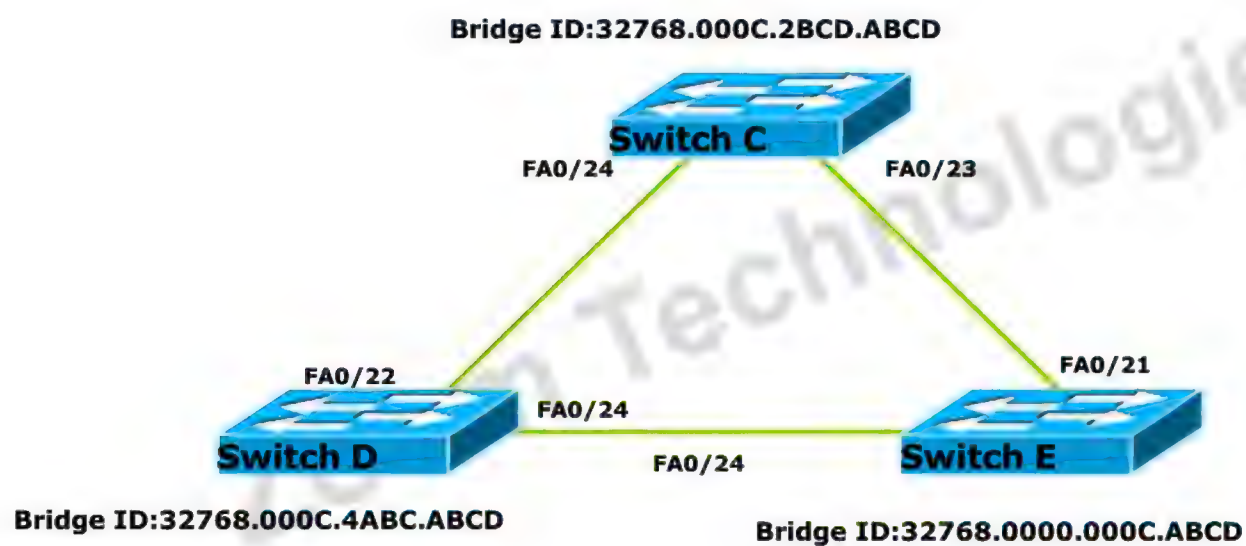 Bridge ID:32768.000C.2BCD.ABCD
Switch C
FA0/24
FA0/23
FA0/22
FA0/21
FA0/24
Switch D
FA0/24
Switch E
Bridge ID:32768.000C.4ABC.ABCD
Bridge ID:32768.0000.000C.ABCD
Technologie